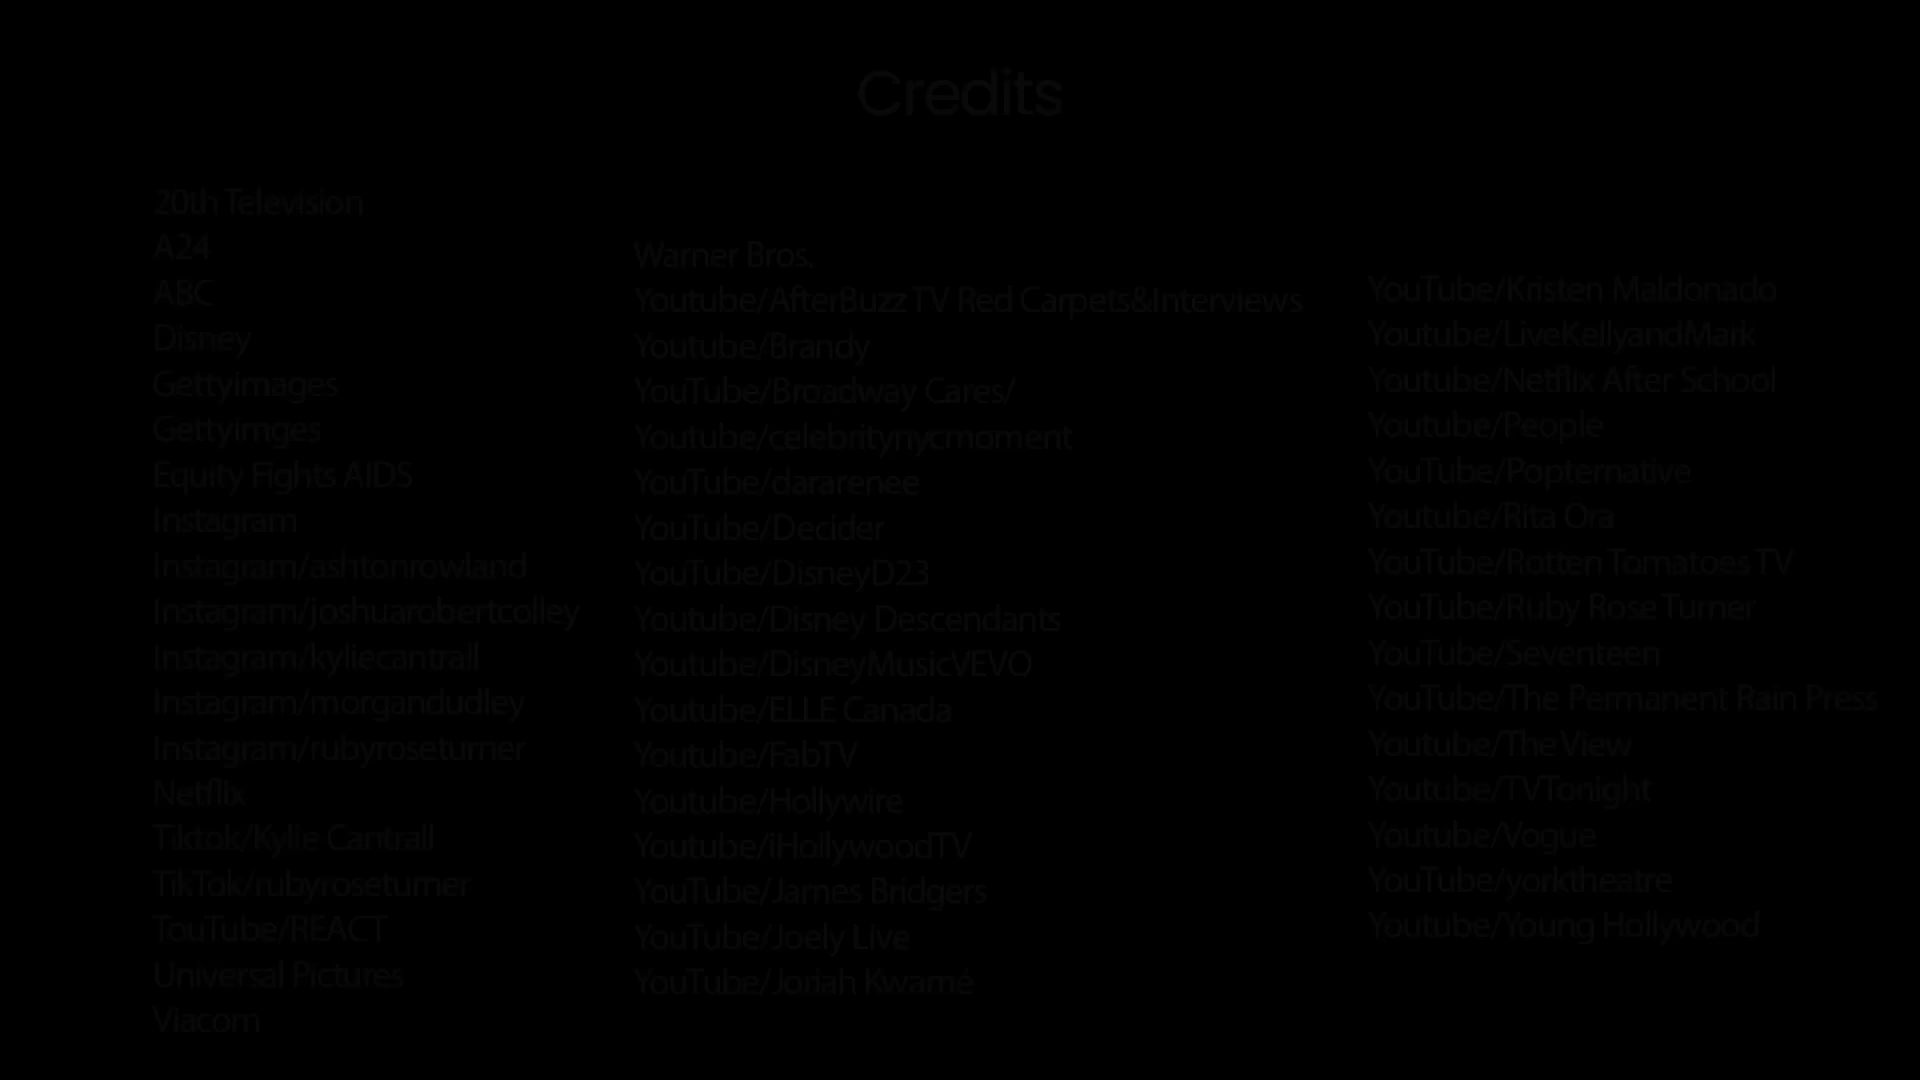 Credits
20th Television
A24
ABC
Disney
Gettyimages
Gettyimges
Equity Fights AIDS
Instagram
Instagram/ashtonrowland
Instagram/joshuarobertcolley
Instagram/kyliecantrall
Instagram/morgandudley
Instagram/rubyroseturner
Netflix
Tiktok/Kylie Cantrall
TikTok/rubyroseturner
TouTube/REACT
Universal Pictures
Viacom
Warner Bros.
Youtube/AfterBuzz TV Red Carpets&Interviews
Youtube/Brandy
YouTube/Broadway Cares/
Youtube/celebritynycmoment
YouTube/dararenee
YouTube/Decider
YouTube/DisneyD23
Youtube/Disney Descendants
Youtube/DisneyMusicVEVO
Youtube/ELLE Canada
Youtube/FabTV
Youtube/Hollywire
Youtube/iHollywoodTV
YouTube/James Bridgers
YouTube/Joely Live
YouTube/Joriah Kwamé
YouTube/Kristen Maldonado
Youtube/LiveKellyandMark
Youtube/Netflix After School
Youtube/People
YouTube/Popternative
Youtube/Rita Ora
YouTube/Rotten Tomatoes TV
YouTube/Ruby Rose Turner
YouTube/Seventeen
YouTube/The Permanent Rain Press
Youtube/The View
Youtube/TVTonight
Youtube/Vogue
YouTube/yorktheatre
Youtube/Young Hollywood